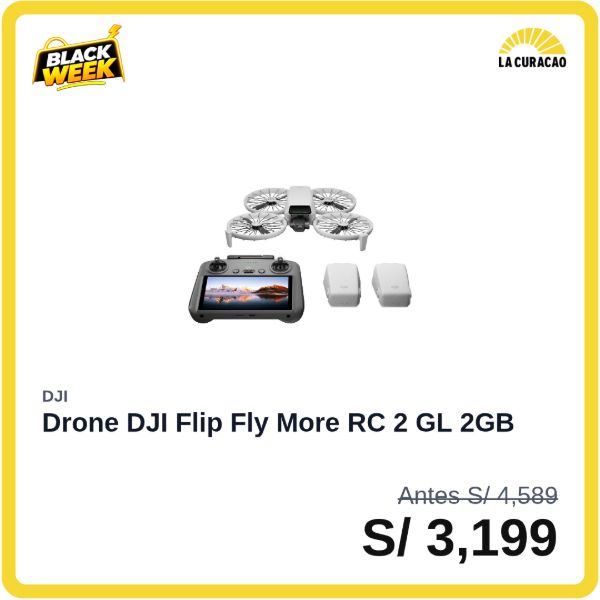 BLACK
WEEK
LA CURACAO
DJI
Drone DJI Flip Fly More RC 2 GL 2GB
Antes S/ 4,589
S/ 3,199